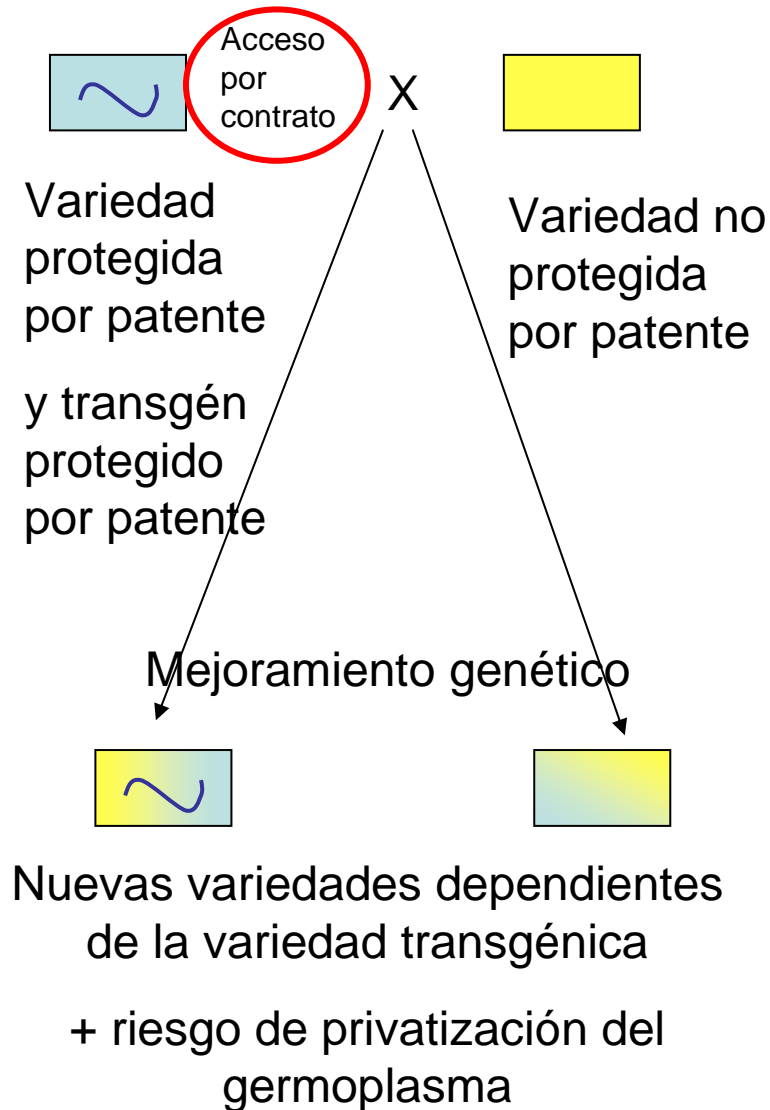 Acceso
por
contrato
X
Variedad
protegida
por patente
y transgén
protegido
por patente
Variedad no
protegida
por patente
Mejoramiento genético
Nuevas variedades dependientes
de la variedad transgénica
+ riesgo de privatización del
germoplasma